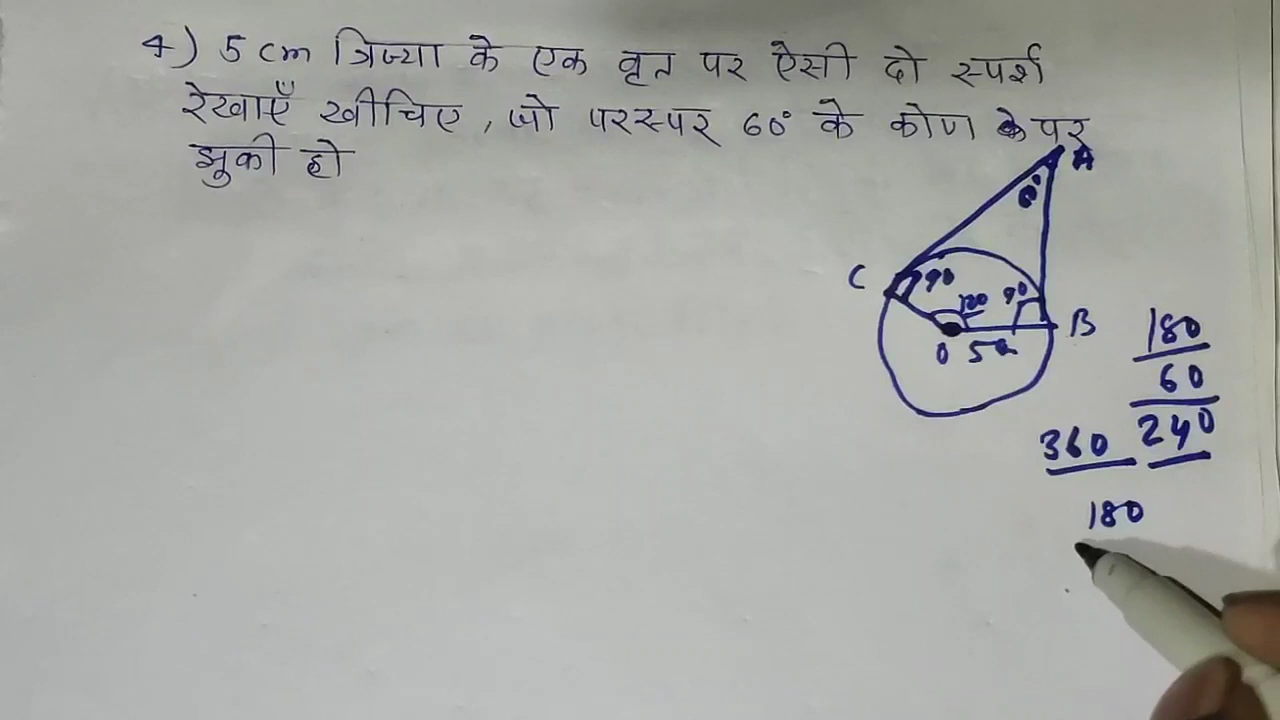 4) 5 cm त्रिज्या के एक वृत पर ऐसी दो स्पर्श
रेखाएँ खीचिए , जो परस्पर 60° के कोण पर
झुकी हो
A
60°
C
90
120
90
O
5cm
B
180
60
240
360
180